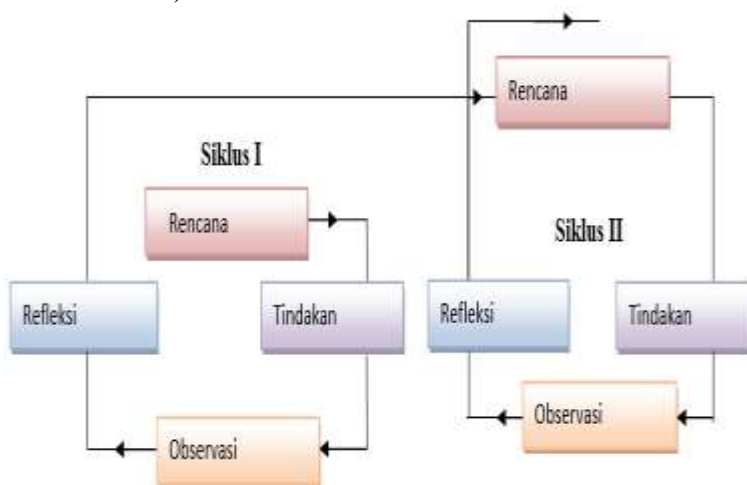 Siklus I
Rencana
Tindakan
Observasi
Refleksi
Siklus II
Rencana
Tindakan
Observasi
Refleksi